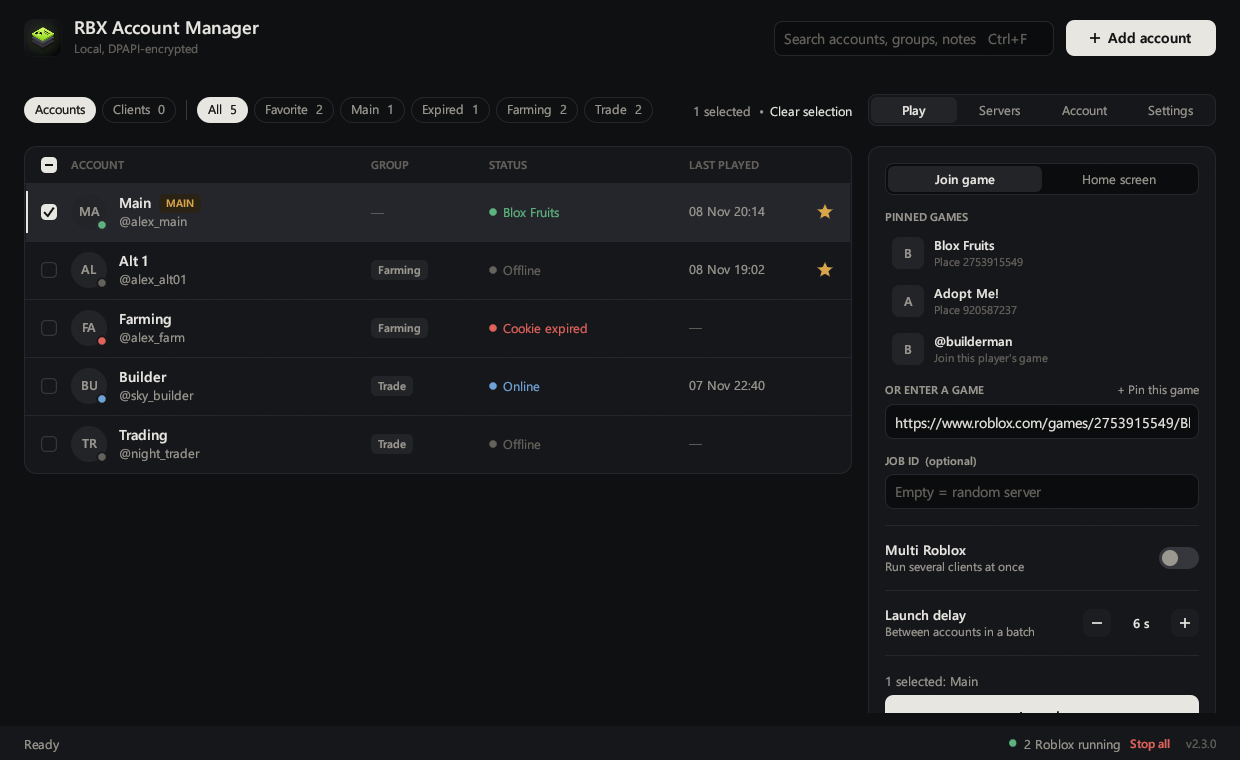 RBX Account Manager
Local, DPAPI-encrypted
Search accounts, groups, notes Ctrl+F
+ Add account
Accounts Clients 0 All 5 Favorite 2 Main 1 Expired 1 Farming 2 Trade 2
1 selected • Clear selection
Play Servers Account Settings
ACCOUNT GROUP STATUS LAST PLAYED
MA Main MAIN — Blox Fruits 08 Nov 20:14
@alex_main
AL Alt 1 Farming Offline 08 Nov 19:02
@alex_alt01
FA Farming Farming Cookie expired —
@alex_farm
BU Builder Trade Online 07 Nov 22:40
@sky_builder
TR Trading Trade Offline —
@night_trader
Join game Home screen
PINNED GAMES
B Blox Fruits
Place 2753915549
A Adopt Me!
Place 920587237
B @builderman
Join this player's game
OR ENTER A GAME + Pin this game
https://www.roblox.com/games/2753915549/Bl
JOB ID (optional)
Empty = random server
Multi Roblox
Run several clients at once
Launch delay
Between accounts in a batch
− 6 s +
1 selected: Main
Ready
2 Roblox running Stop all v2.3.0